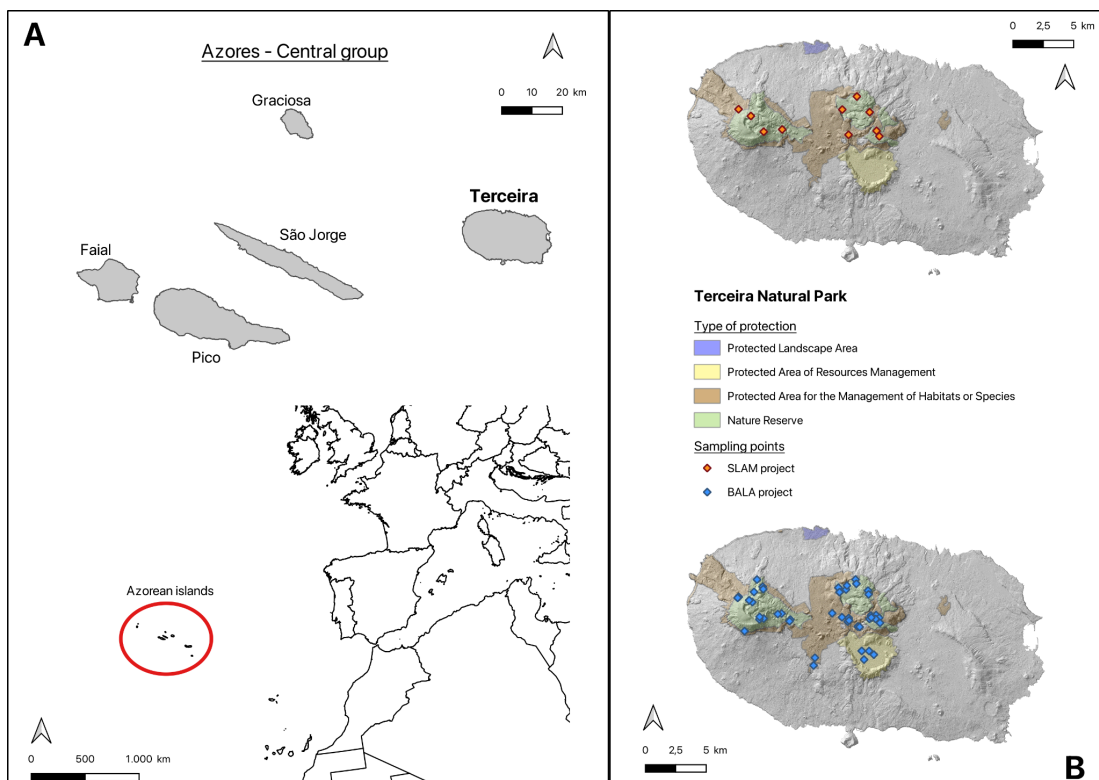 A
Azores - Central group
0 10 20 km
Graciosa
Terceira
São Jorge
Faial
Pico
Azorean islands
0 500 1.000 km
0 2,5 5 km
Terceira Natural Park
Type of protection
Protected Landscape Area
Protected Area of Resources Management
Protected Area for the Management of Habitats or Species
Nature Reserve
Sampling points
SLAM project
BALA project
0 2,5 5 km
B